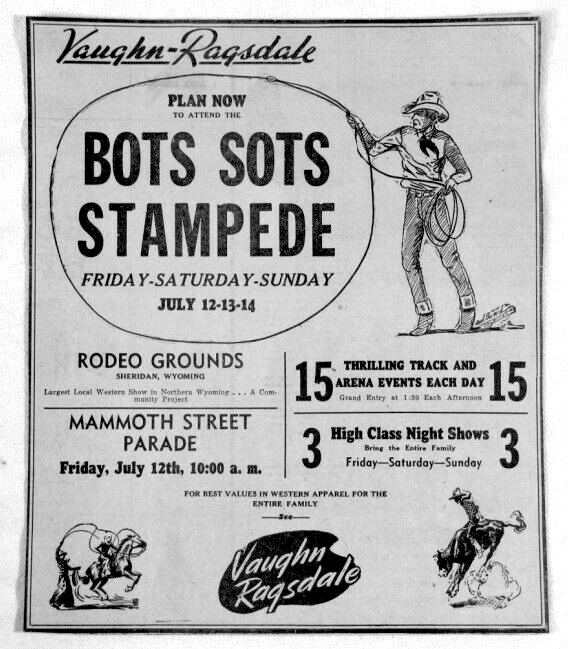 Vaughn-Ragsdale
PLAN NOW
TO ATTEND THE
BOTS SOTS
STAMPEDE
FRIDAY-SATURDAY-SUNDAY
JULY 12-13-14
RODEO GROUNDS
SHERIDAN, WYOMING
Largest Local Western Show in Northern Wyoming . . . A Com-
munity Project
MAMMOTH STREET
PARADE
Friday, July 12th, 10:00 a. m.
15 THRILLING TRACK AND 15
ARENA EVENTS EACH DAY
Grand Entry at 1:30 Each Afternoon
3 High Class Night Shows 3
Bring the Entire Family
Friday—Saturday—Sunday
FOR BEST VALUES IN WESTERN APPAREL FOR THE
ENTIRE FAMILY
See
Vaughn
Ragsdale